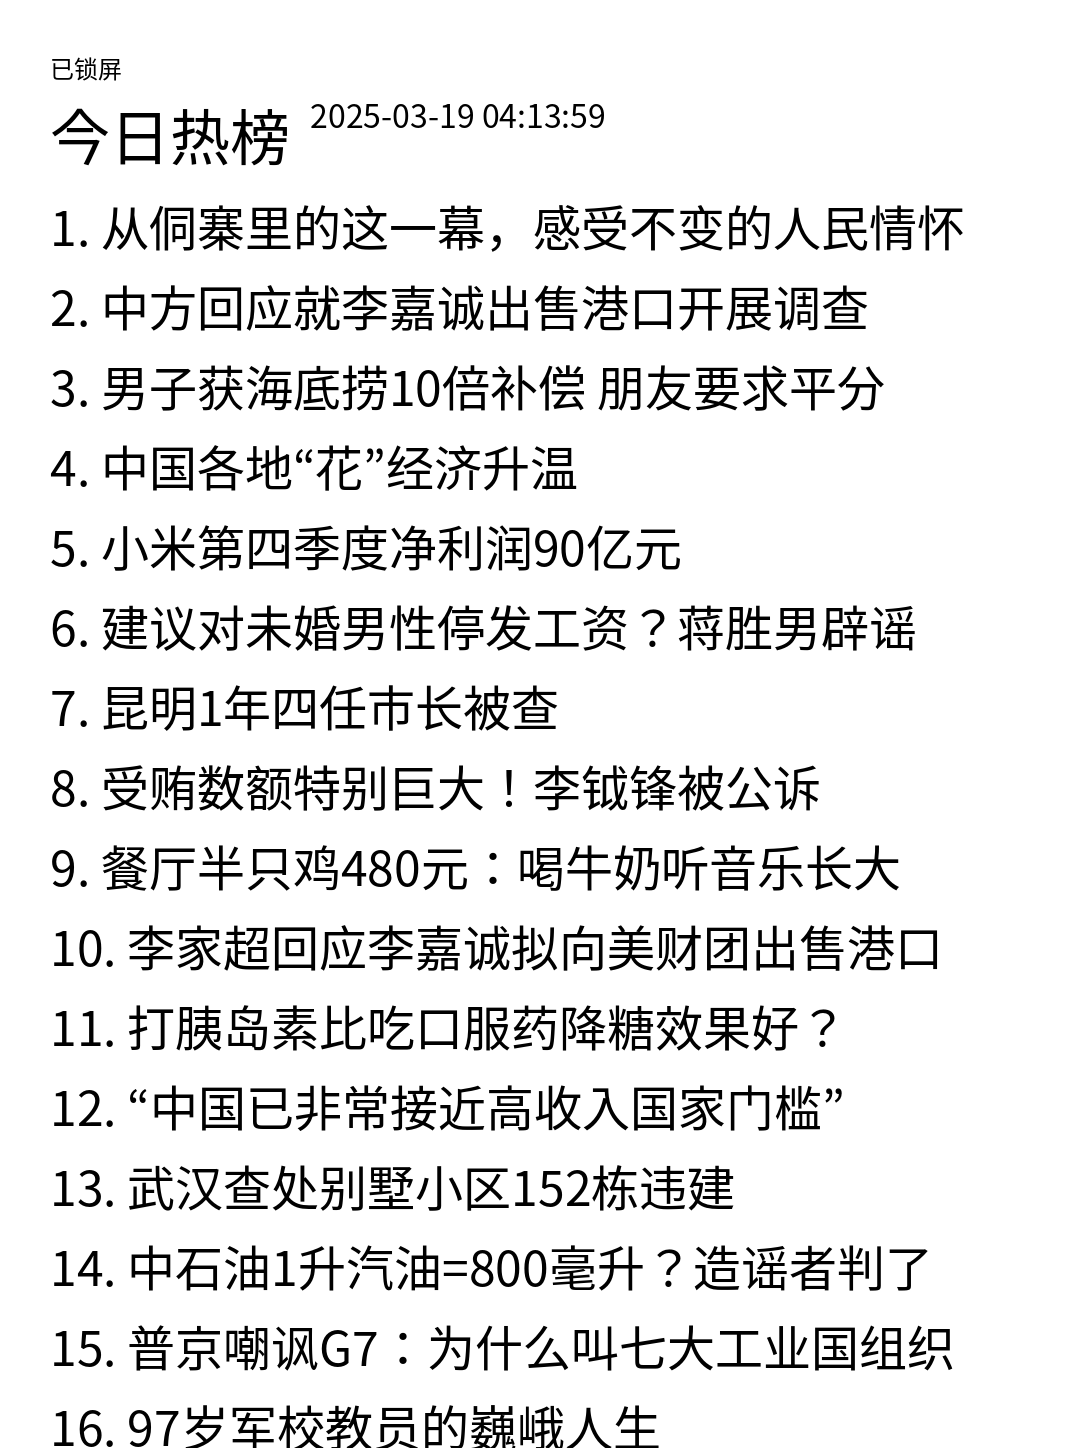 已锁屏
今日热榜 2025-03-19 04:13:59
1. 从侗寨里的这一幕，感受不变的人民情怀
2. 中方回应就李嘉诚出售港口开展调查
3. 男子获海底捞10倍补偿 朋友要求平分
4. 中国各地“花”经济升温
5. 小米第四季度净利润90亿元
6. 建议对未婚男性停发工资？蒋胜男辟谣
7. 昆明1年四任市长被查
8. 受贿数额特别巨大！李钺锋被公诉
9. 餐厅半只鸡480元：喝牛奶听音乐长大
10. 李家超回应李嘉诚拟向美财团出售港口
11. 打胰岛素比吃口服药降糖效果好？
12. “中国已非常接近高收入国家门槛”
13. 武汉查处别墅小区152栋违建
14. 中石油1升汽油=800毫升？造谣者判了
15. 普京嘲讽G7：为什么叫七大工业国组织
16. 97岁军校教员的巍峨人生